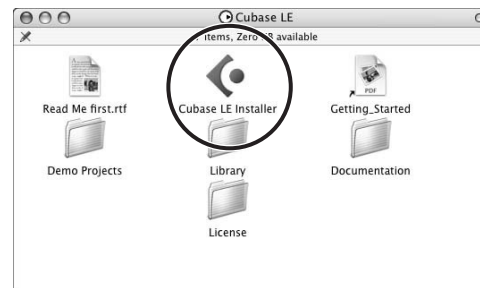 Cubase LE
Items, Zero KB available
Read Me first.rtf
Cubase LE Installer
Getting_Started
PDF
Demo Projects
Library
Documentation
License